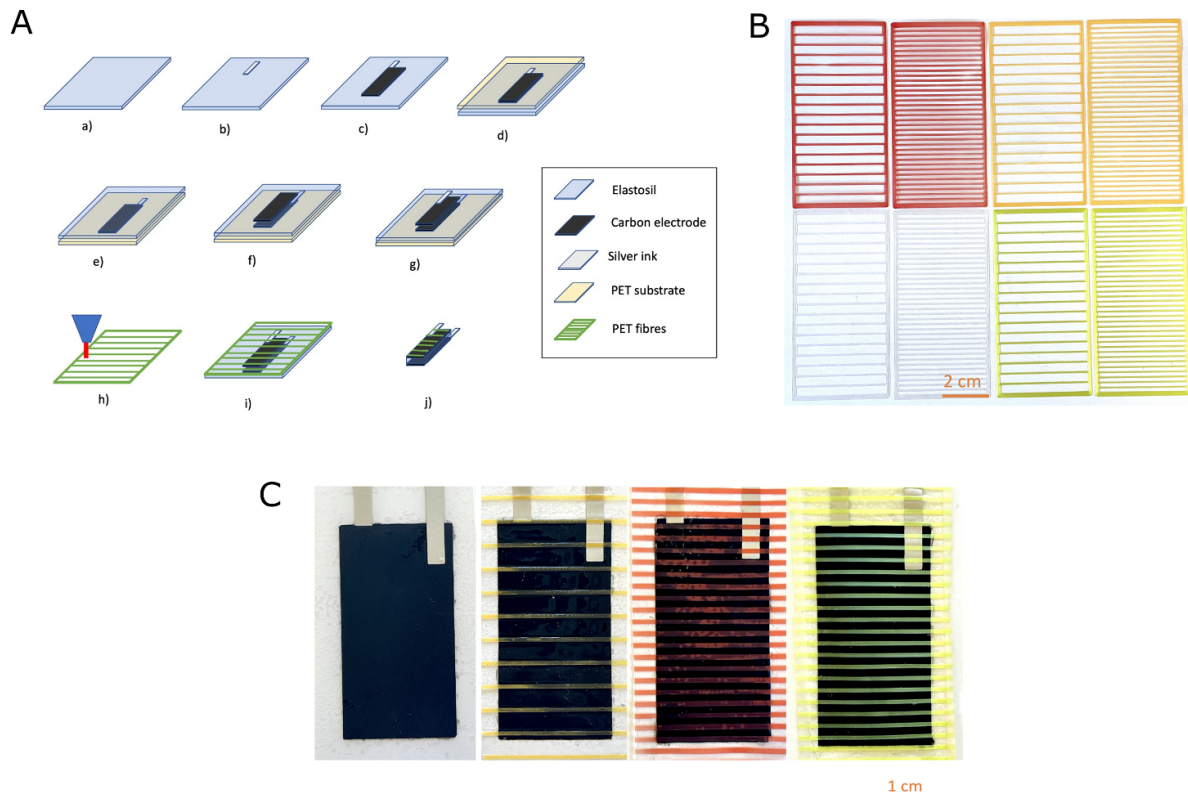 A
B
a)
b)
c)
d)
Elastosil
Carbon electrode
Silver ink
PET substrate
PET fibres
e)
f)
g)
h)
i)
j)
2 cm
C
1 cm